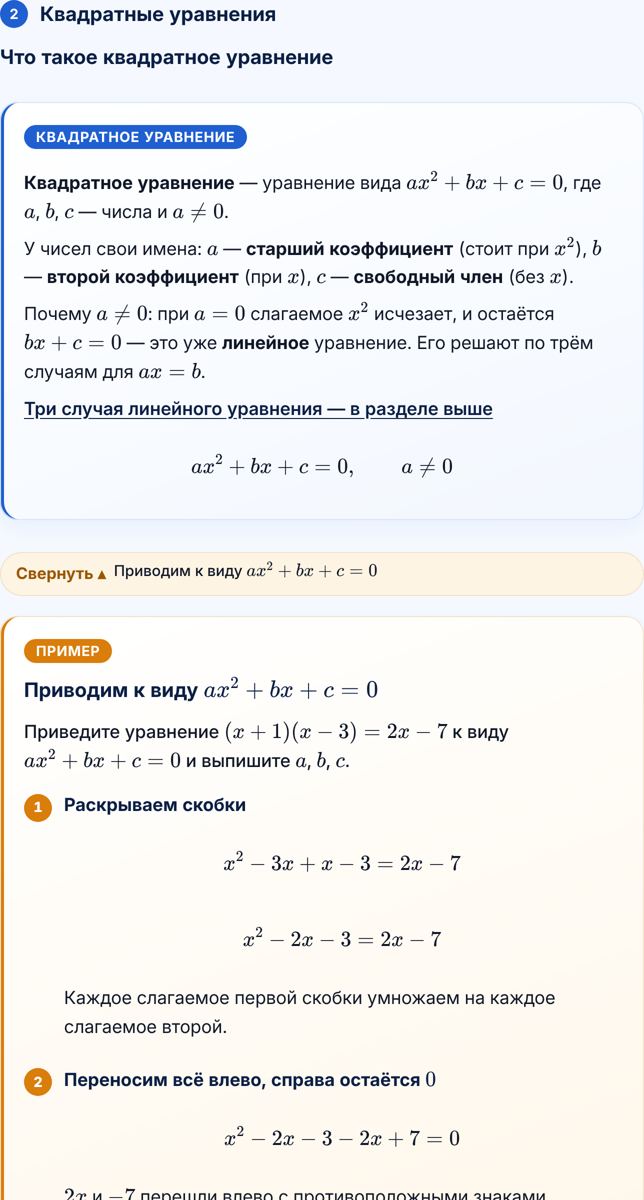 2 Квадратные уравнения
Что такое квадратное уравнение
КВАДРАТНОЕ УРАВНЕНИЕ
Квадратное уравнение — уравнение вида ax² + bx + c = 0, где
a, b, c — числа и a ≠ 0.
У чисел свои имена: a — старший коэффициент (стоит при x²), b
— второй коэффициент (при x), c — свободный член (без x).
Почему a ≠ 0: при a = 0 слагаемое x² исчезает, и остаётся
bx + c = 0 — это уже линейное уравнение. Его решают по трём
случаям для ax = b.
Три случая линейного уравнения — в разделе выше
ax² + bx + c = 0, a ≠ 0
Свернуть ▴ Приводим к виду ax² + bx + c = 0
ПРИМЕР
Приводим к виду ax² + bx + c = 0
Приведите уравнение (x + 1)(x − 3) = 2x − 7 к виду
ax² + bx + c = 0 и выпишите a, b, c.
1 Раскрываем скобки
x² − 3x + x − 3 = 2x − 7
x² − 2x − 3 = 2x − 7
Каждое слагаемое первой скобки умножаем на каждое
слагаемое второй.
2 Переносим всё влево, справа остаётся 0
x² − 2x − 3 − 2x + 7 = 0
2x и −7 перешли влево с противоположными знаками